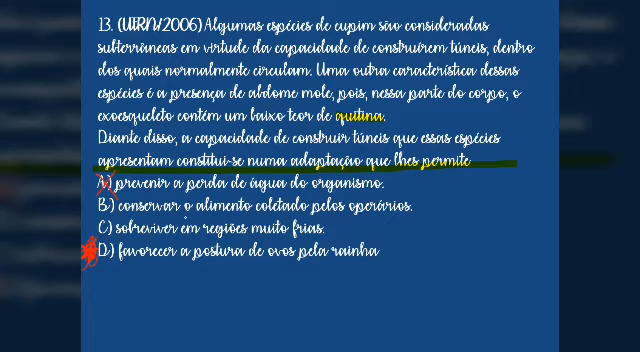 13. (UERN/2006) Algumas espécies de cupim são consideradas
subterrâneas em virtude da capacidade de construírem túneis, dentro
dos quais normalmente circulam. Uma outra característica dessas
espécies é a presença de abdome mole, pois, nessa parte do corpo, o
exoesqueleto contém um baixo teor de quitina.
Diante disso, a capacidade de construir túneis que essas espécies
apresentam constitui-se numa adaptação que lhes permite
A) prevenir a perda de água do organismo.
B) conservar o alimento coletado pelos operários.
C) sobreviver em regiões muito frias.
D) favorecer a postura de ovos pela rainha